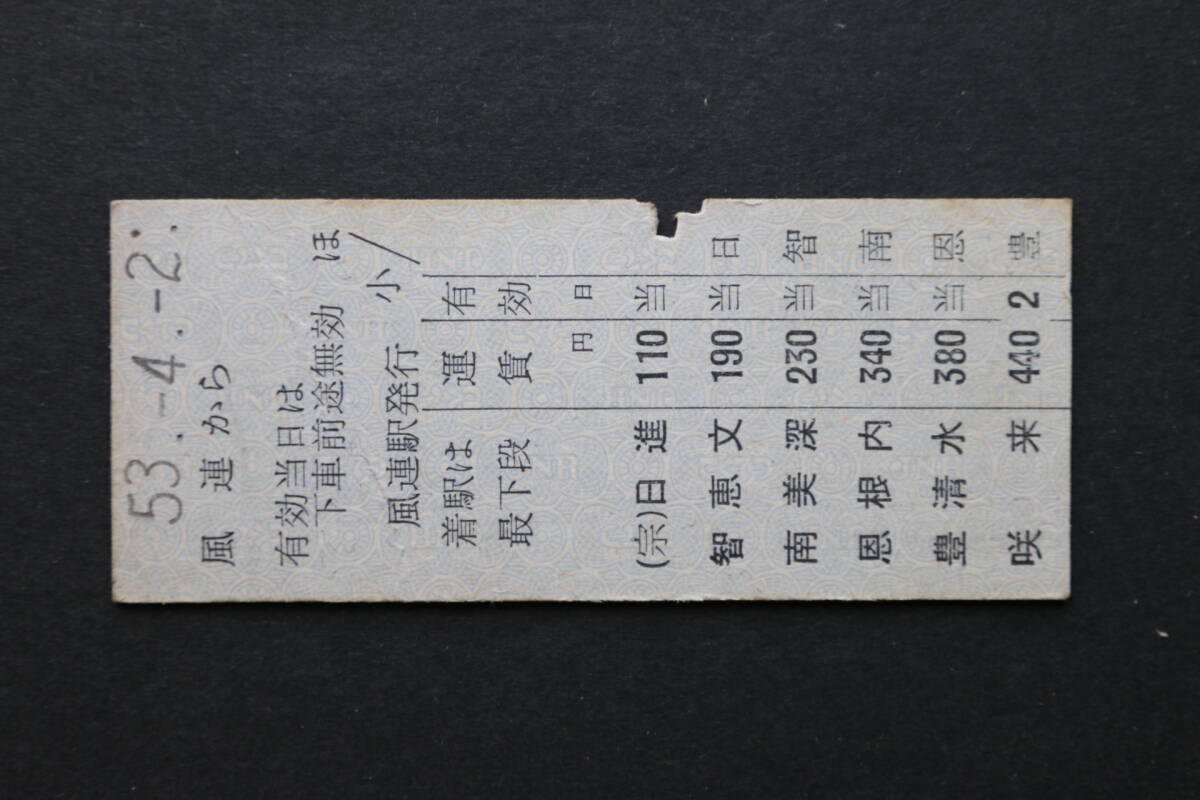 53.-4.-2.
風連から
有効当日は
下車前途無効 ほ
風連駅発行 小
着駅は 運 有
最下段 賃 効
円 日
(宗)日進 110 当
智恵文 190 当 日
南美深 230 当 智
恩根内 340 当 南
豊清水 380 当 恩
咲来 440 2 豊